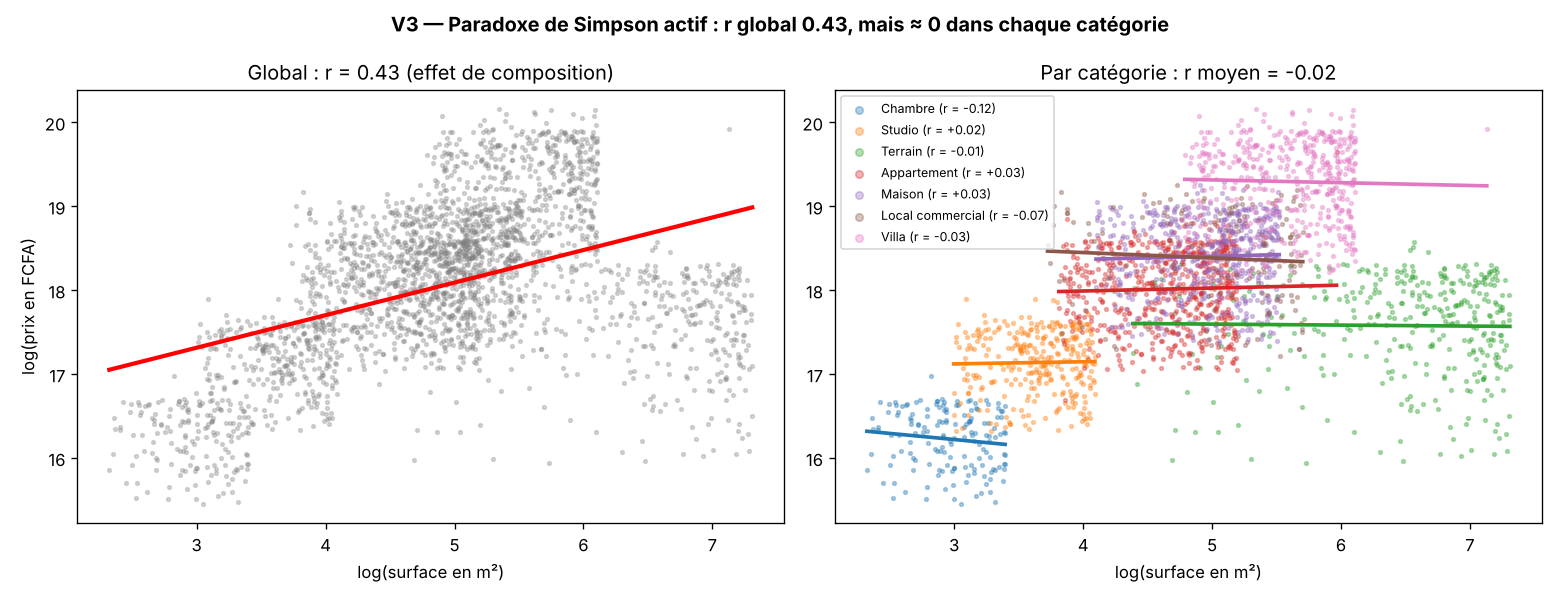 V3 — Paradoxe de Simpson actif : r global 0.43, mais ≈ 0 dans chaque catégorie
Global : r = 0.43 (effet de composition)
log(prix en FCFA)
20
19
18
17
16
3 4 5 6 7
log(surface en m²)
Par catégorie : r moyen = -0.02
Chambre (r = -0.12)
Studio (r = +0.02)
Terrain (r = -0.01)
Appartement (r = +0.03)
Maison (r = +0.03)
Local commercial (r = -0.07)
Villa (r = -0.03)
20
19
18
17
16
3 4 5 6 7
log(surface en m²)